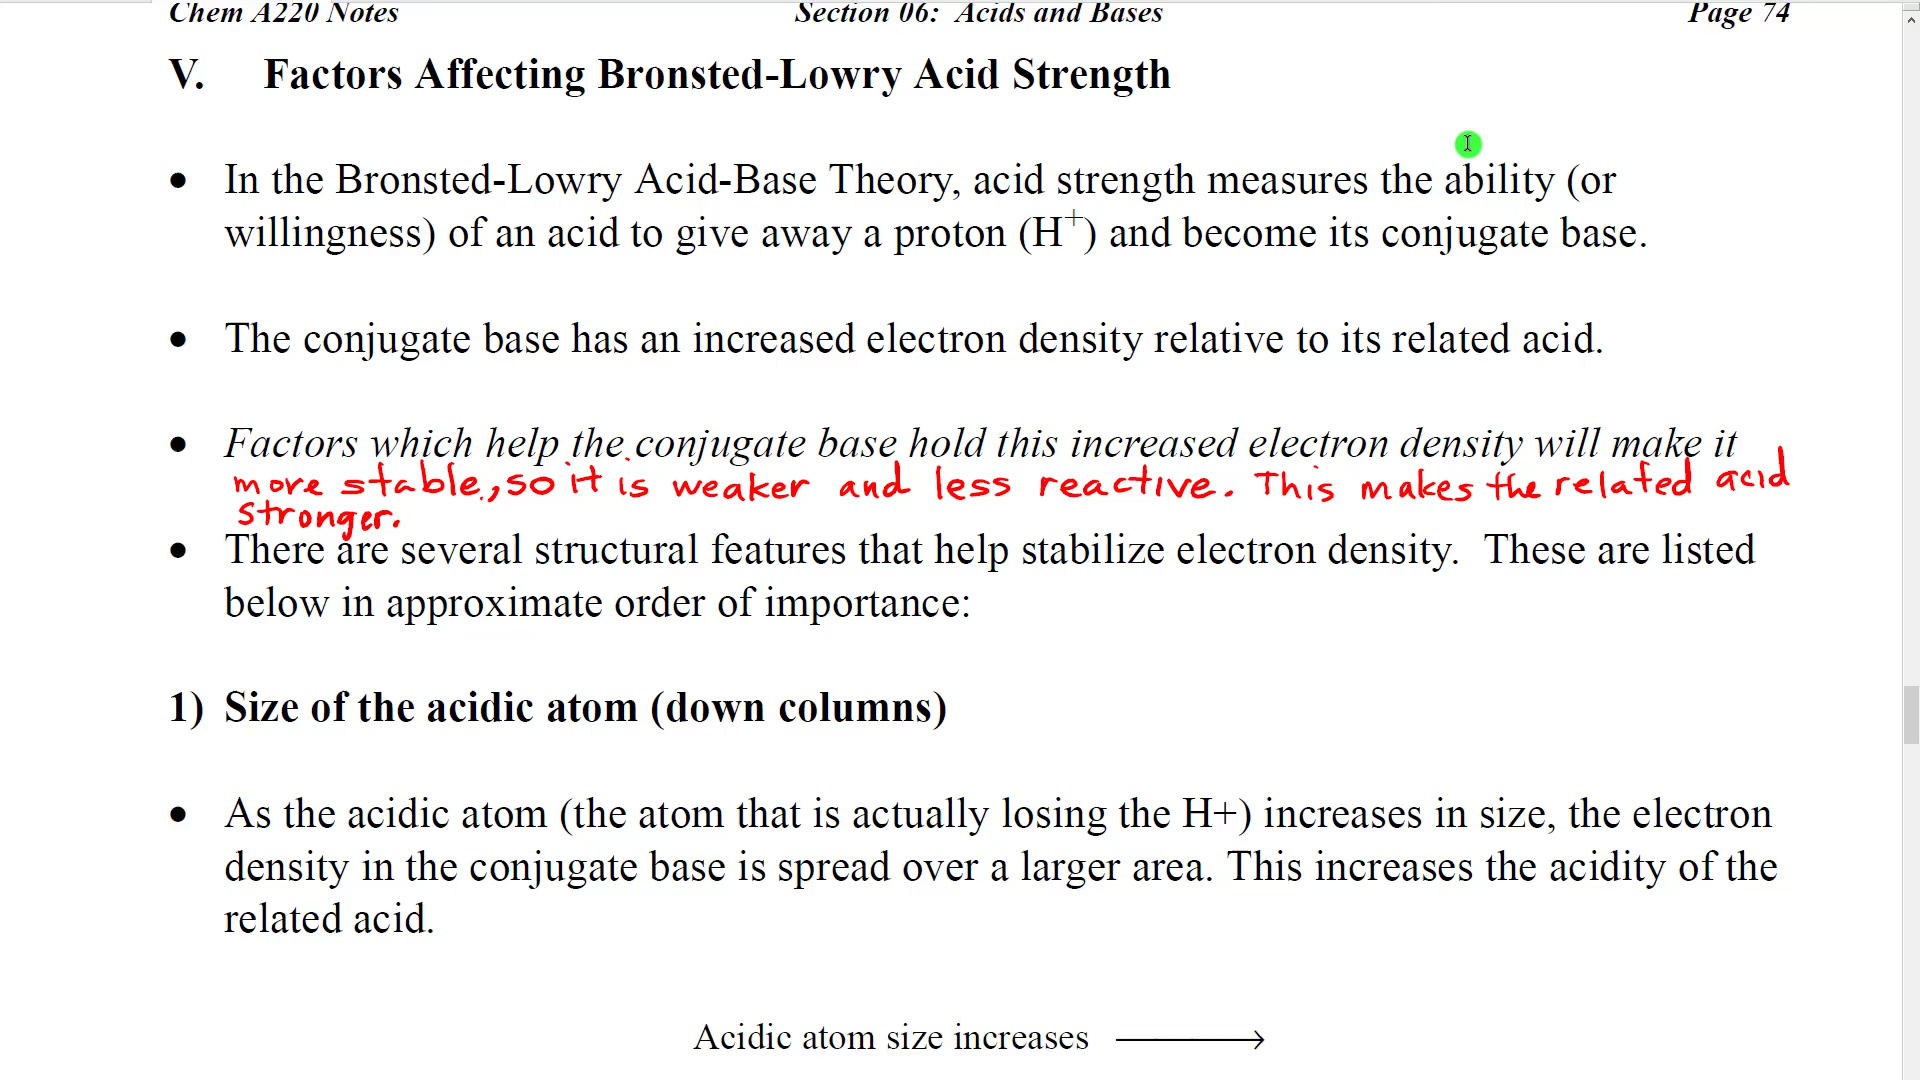 Chem A220 Notes Section 06: Acids and Bases Page 74
V. Factors Affecting Bronsted-Lowry Acid Strength
• In the Bronsted-Lowry Acid-Base Theory, acid strength measures the ability (or
willingness) of an acid to give away a proton (H⁺) and become its conjugate base.
• The conjugate base has an increased electron density relative to its related acid.
• Factors which help the conjugate base hold this increased electron density will make it
more stable, so it is weaker and less reactive. This makes the related acid
stronger.
• There are several structural features that help stabilize electron density. These are listed
below in approximate order of importance:
1) Size of the acidic atom (down columns)
• As the acidic atom (the atom that is actually losing the H+) increases in size, the electron
density in the conjugate base is spread over a larger area. This increases the acidity of the
related acid.
Acidic atom size increases ⟶